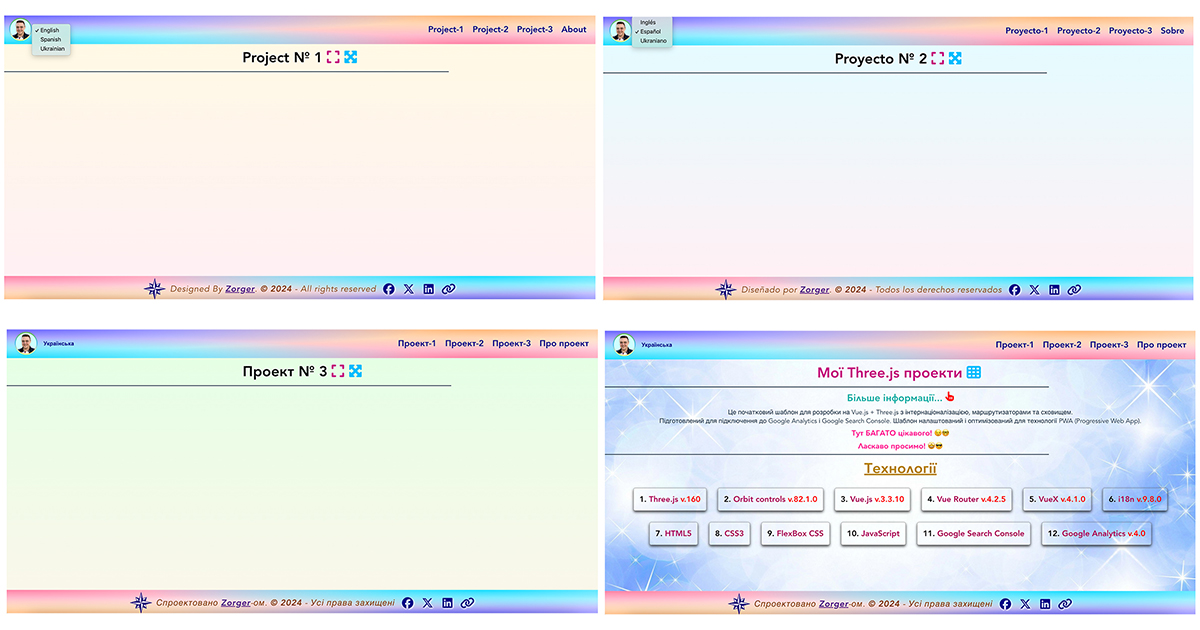 ✓ English
Spanish
Ukrainian
Project-1 Project-2 Project-3 About
Project № 1
Designed By Zorger. © 2024 - All rights reserved
Inglés
✓ Español
Ukraniano
Proyecto-1 Proyecto-2 Proyecto-3 Sobre
Proyecto № 2
Diseñado por Zorger. © 2024 - Todos los derechos reservados
Українська
Проект-1 Проект-2 Проект-3 Про проект
Проект № 3
Спроектовано Zorger-ом. © 2024 - Усі права захищені
Українська
Проект-1 Проект-2 Проект-3 Про проект
Мої Three.js проекти
Більше інформації...
Це початковий шаблон для розробки на Vue.js + Three.js з інтернаціоналізацією, маршрутизаторами та сховищем.
Підготовлений для підключення до Google Analytics і Google Search Console. Шаблон налаштований і оптимізований для технології PWA (Progressive Web App).
Тут БАГАТО цікавого!
Ласкаво просимо!
Технології
1. Three.js v.160 2. Orbit controls v.82.1.0 3. Vue.js v.3.3.10 4. Vue Router v.4.2.5 5. VueX v.4.1.0 6. i18n v.9.8.0
7. HTML5 8. CSS3 9. FlexBox CSS 10. JavaScript 11. Google Search Console 12. Google Analytics v.4.0
Спроектовано Zorger-ом. © 2024 - Усі права захищені